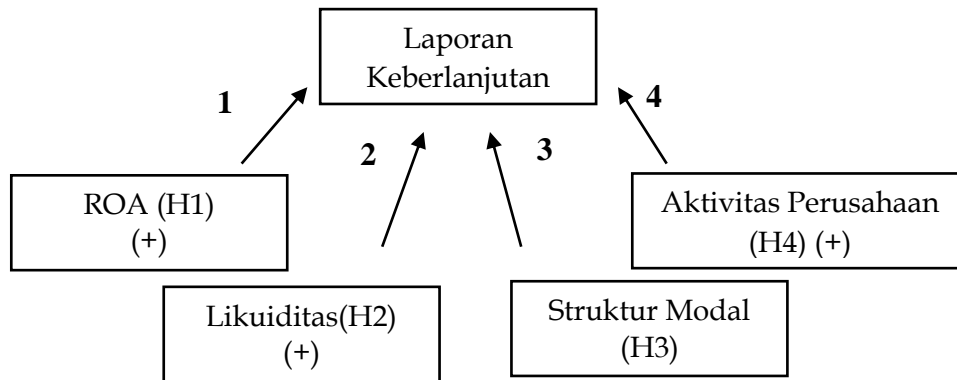 Laporan
Keberlanjutan
1
4
2
3
ROA (H1)
(+)
Aktivitas Perusahaan
(H4) (+)
Likuiditas(H2)
(+)
Struktur Modal
(H3)